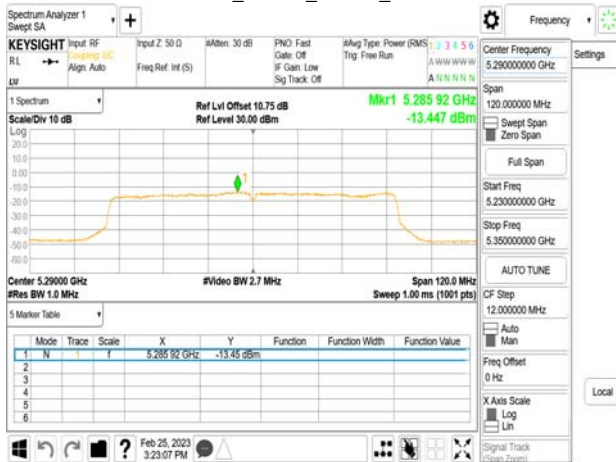 Spectrum Analyzer 1
Swept SA
+
Frequency
KEYSIGHT
RL
Input: RF
Coupling: DC
Align: Auto
Input Z: 50 Ω
Freq Ref: Int (S)
#Atten: 30 dB
PNO: Fast
Gate: Off
IF Gain: Low
Sig Track: Off
#Avg Type: Power (RMS
Trig: Free Run
1 2 3 4 5 6
A W W W W W
A N N N N N
Center Frequency
5.290000000 GHz
Settings
1 Spectrum
Scale/Div 10 dB
Ref Lvl Offset 10.75 dB
Ref Level 30.00 dBm
Mkr1 5.285 92 GHz
-13.447 dBm
Span
120.000000 MHz
Swept Span
Zero Span
Full Span
Start Freq
5.230000000 GHz
Stop Freq
5.350000000 GHz
AUTO TUNE
CF Step
12.000000 MHz
Auto
Man
Freq Offset
0 Hz
X Axis Scale
Log
Lin
Local
Signal Track
(Span Zoom)
Log
20.0
10.0
0.00
-10.0
-20.0
-30.0
-40.0
-50.0
-60.0
1
Center 5.29000 GHz
#Video BW 2.7 MHz
Span 120.0 MHz
#Res BW 1.0 MHz
Sweep 1.00 ms (1001 pts)
5 Marker Table
Mode Trace Scale X Y Function Function Width Function Value
1 N 1 f 5.285 92 GHz -13.45 dBm
2
3
4
5
6
?
Feb 25, 2023
3:23:07 PM